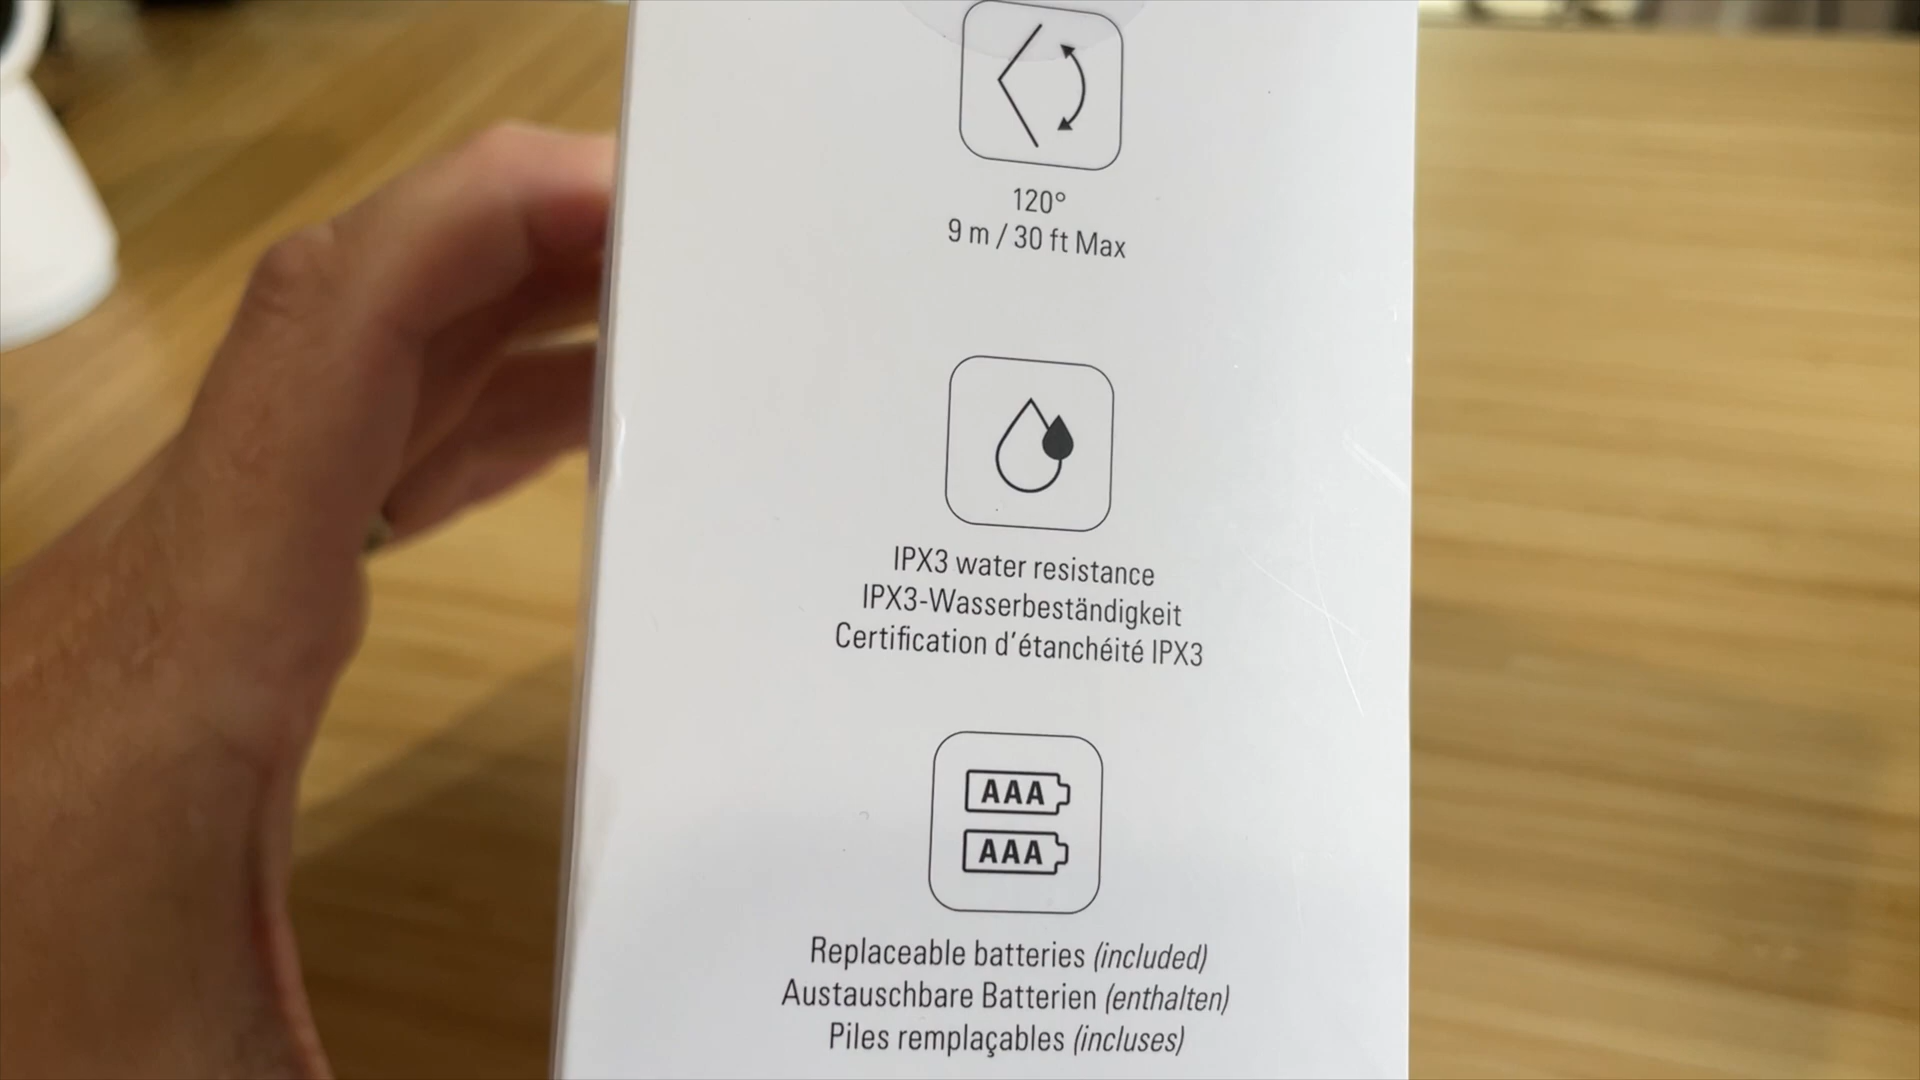 120°
9 m / 30 ft Max
IPX3 water resistance
IPX3-Wasserbeständigkeit
Certification d'étanchéité IPX3
AAA
AAA
Replaceable batteries (included)
Austauschbare Batterien (enthalten)
Piles remplaçables (incluses)